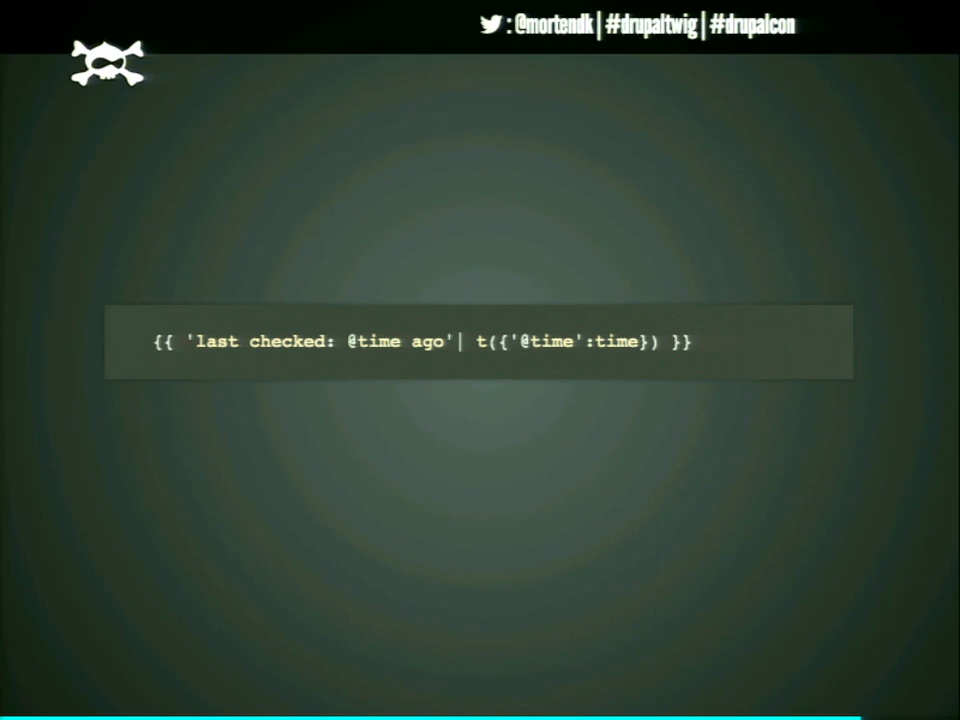 : @mortendk | #drupaltwig | #drupalcon
{{ 'last checked: @time ago'| t({'@time':time}) }}